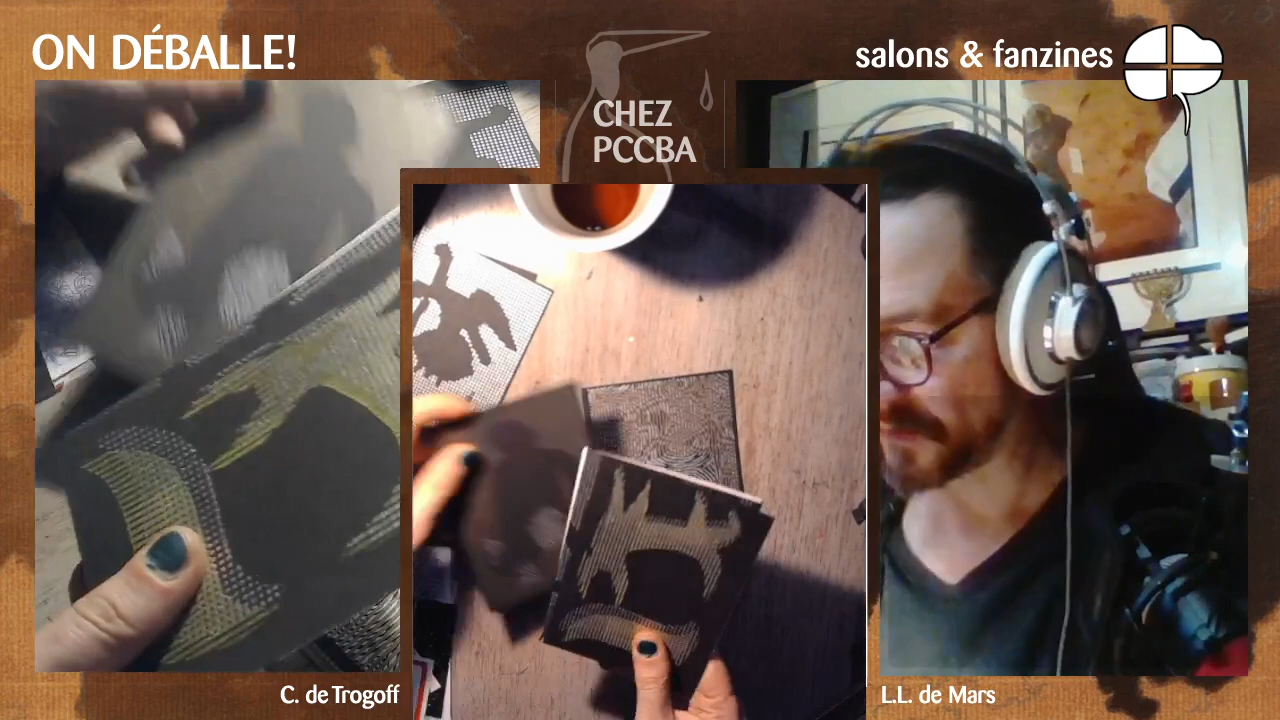 ON DÉBALLE!
CHEZ
PCCBA
salons & fanzines
C. de Trogoff
L.L. de Mars